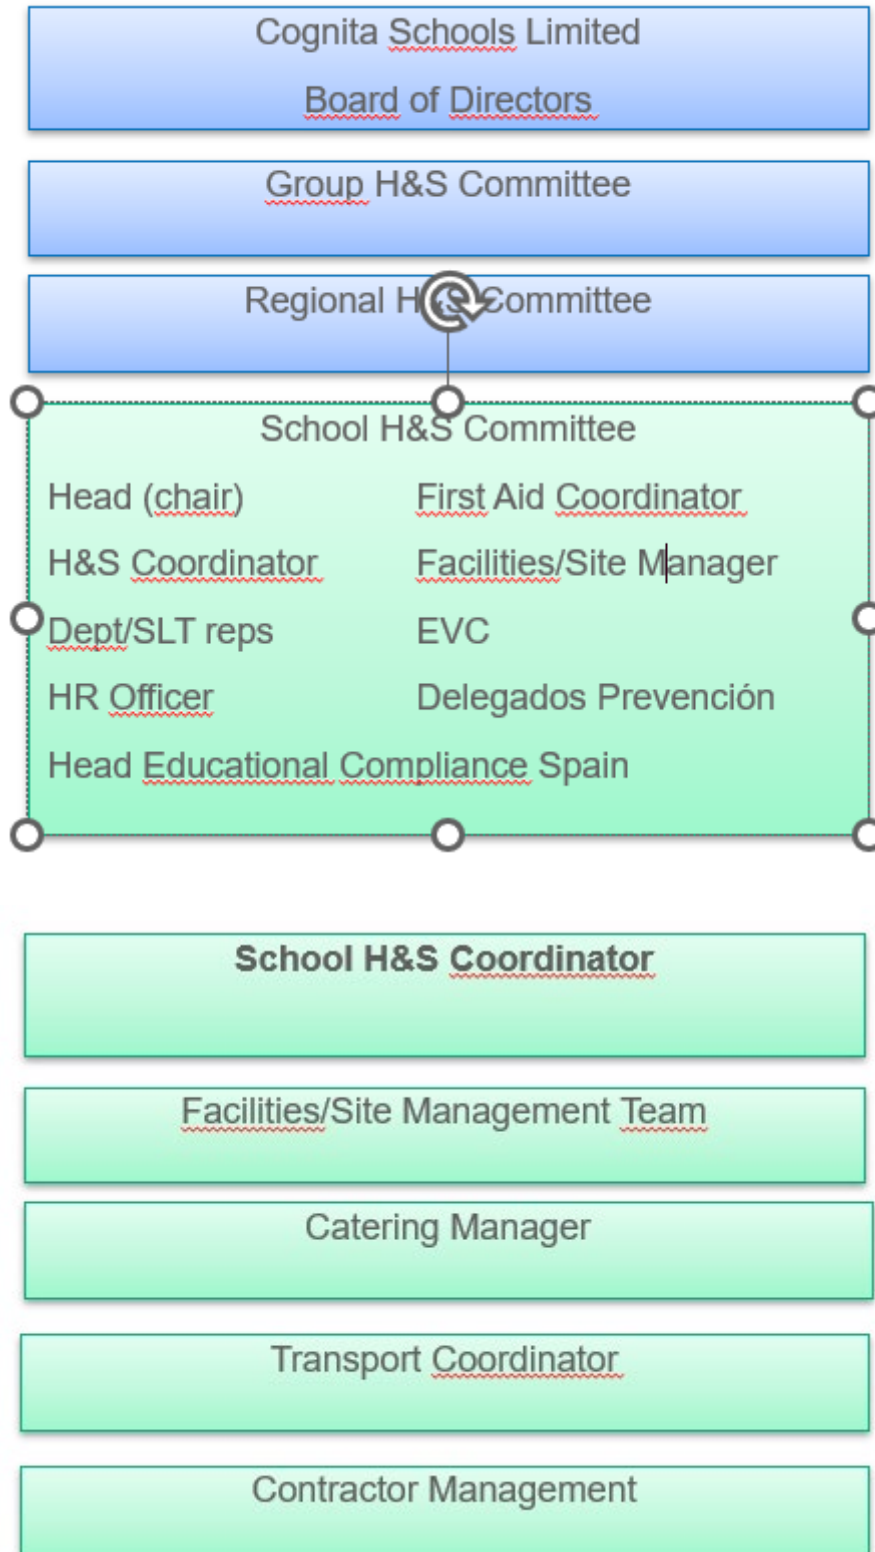 Cognita Schools Limited
Board of Directors
Group H&S Committee
Regional H&S Committee
School H&S Committee
Head (chair) First Aid Coordinator
H&S Coordinator Facilities/Site Manager
Dept/SLT reps EVC
HR Officer Delegados Prevención
Head Educational Compliance Spain
School H&S Coordinator
Facilities/Site Management Team
Catering Manager
Transport Coordinator
Contractor Management